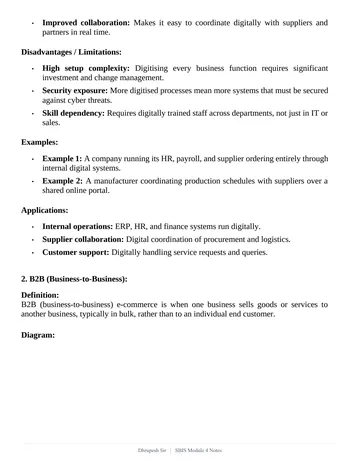 • Improved collaboration: Makes it easy to coordinate digitally with suppliers and
partners in real time.
Disadvantages / Limitations:
• High setup complexity: Digitising every business function requires significant
investment and change management.
• Security exposure: More digitised processes mean more systems that must be secured
against cyber threats.
• Skill dependency: Requires digitally trained staff across departments, not just in IT or
sales.
Examples:
• Example 1: A company running its HR, payroll, and supplier ordering entirely through
internal digital systems.
• Example 2: A manufacturer coordinating production schedules with suppliers over a
shared online portal.
Applications:
• Internal operations: ERP, HR, and finance systems run digitally.
• Supplier collaboration: Digital coordination of procurement and logistics.
• Customer support: Digitally handling service requests and queries.
2. B2B (Business-to-Business):
Definition:
B2B (business-to-business) e-commerce is when one business sells goods or services to
another business, typically in bulk, rather than to an individual end customer.
Diagram:
Dhrupesh Sir | EBIS Module 8 Notes